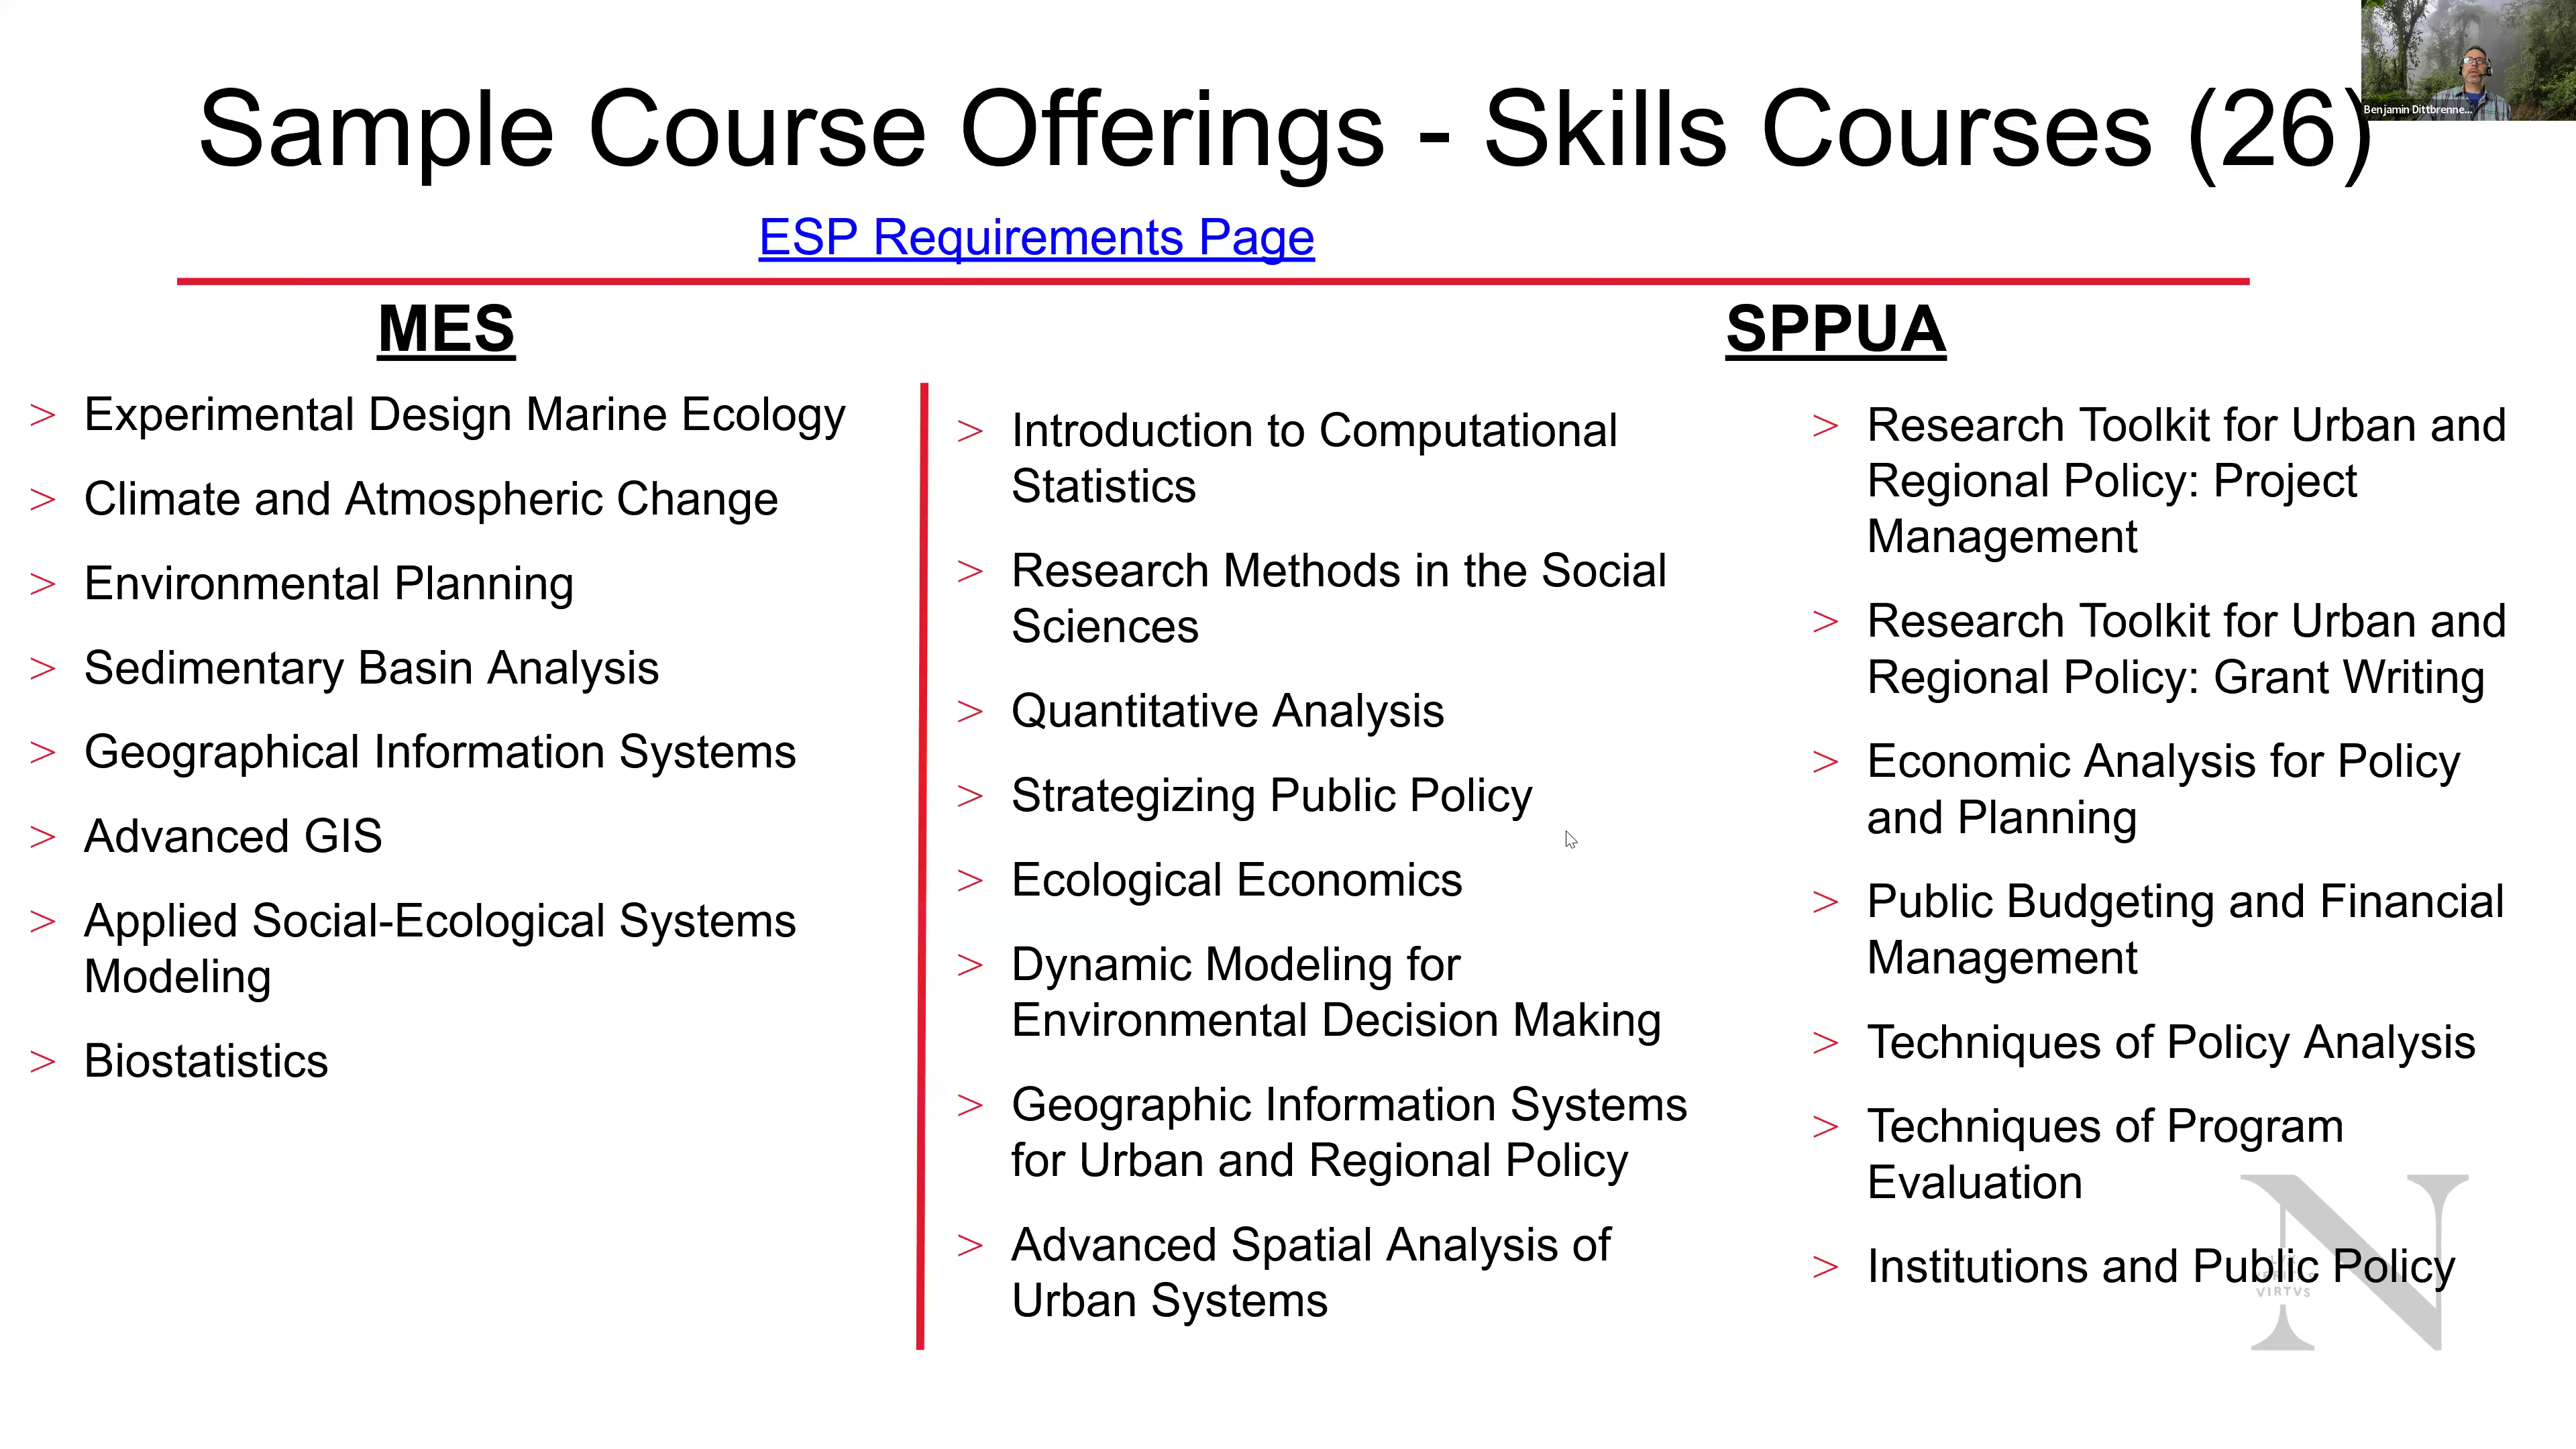 Sample Course Offerings - Skills Courses (26)
Benjamin Dittbrenne...
ESP Requirements Page
MES
> Experimental Design Marine Ecology
> Climate and Atmospheric Change
> Environmental Planning
> Sedimentary Basin Analysis
> Geographical Information Systems
> Advanced GIS
> Applied Social-Ecological Systems
Modeling
> Biostatistics
SPPUA
> Introduction to Computational
Statistics
> Research Methods in the Social
Sciences
> Quantitative Analysis
> Strategizing Public Policy
> Ecological Economics
> Dynamic Modeling for
Environmental Decision Making
> Geographic Information Systems
for Urban and Regional Policy
> Advanced Spatial Analysis of
Urban Systems
> Research Toolkit for Urban and
Regional Policy: Project
Management
> Research Toolkit for Urban and
Regional Policy: Grant Writing
> Economic Analysis for Policy
and Planning
> Public Budgeting and Financial
Management
> Techniques of Policy Analysis
> Techniques of Program
Evaluation
> Institutions and Public Policy
VIRTVS
N